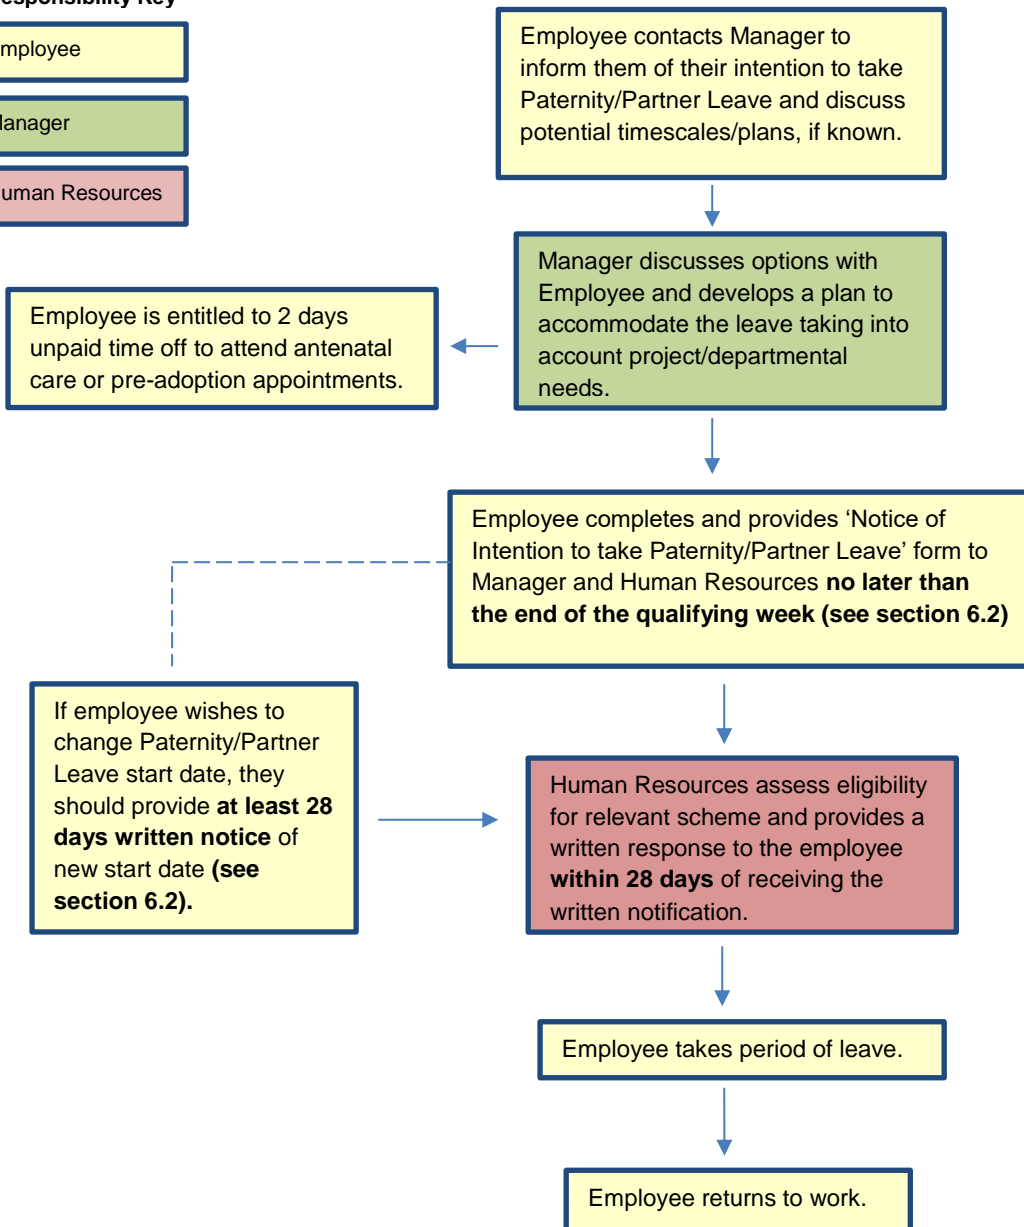 esponsibility Key
mployee
anager
uman Resources
Employee contacts Manager to
inform them of their intention to take
Paternity/Partner Leave and discuss
potential timescales/plans, if known.
Manager discusses options with
Employee and develops a plan to
accommodate the leave taking into
account project/departmental
needs.
Employee is entitled to 2 days
unpaid time off to attend antenatal
care or pre-adoption appointments.
Employee completes and provides ‘Notice of
Intention to take Paternity/Partner Leave’ form to
Manager and Human Resources no later than
the end of the qualifying week (see section 6.2)
If employee wishes to
change Paternity/Partner
Leave start date, they
should provide at least 28
days written notice of
new start date (see
section 6.2).
Human Resources assess eligibility
for relevant scheme and provides a
written response to the employee
within 28 days of receiving the
written notification.
Employee takes period of leave.
Employee returns to work.